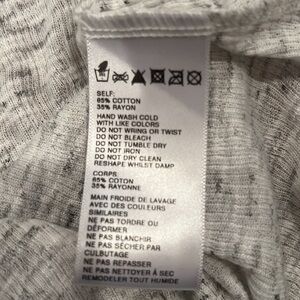 SELF:
65% COTTON
35% RAYON
HAND WASH COLD
WITH LIKE COLORS
DO NOT WRING OR TWIST
DO NOT BLEACH
DO NOT TUMBLE DRY
DO NOT IRON
DO NOT DRY CLEAN
RESHAPE WHILST DAMP
CORPS:
65% COTON
35% RAYONNE
MAIN FROIDE DE LAVAGE
AVEC DES COULEURS
SIMILAIRES
NE PAS TORDRE OU
DÉFORMER
NE PAS BLANCHIR
NE PAS SÉCHER PAR
CULBUTAGE
NE PAS REPASSER
NE PAS NETTOYER À SEC
REMODELER TOUT HUMIDE